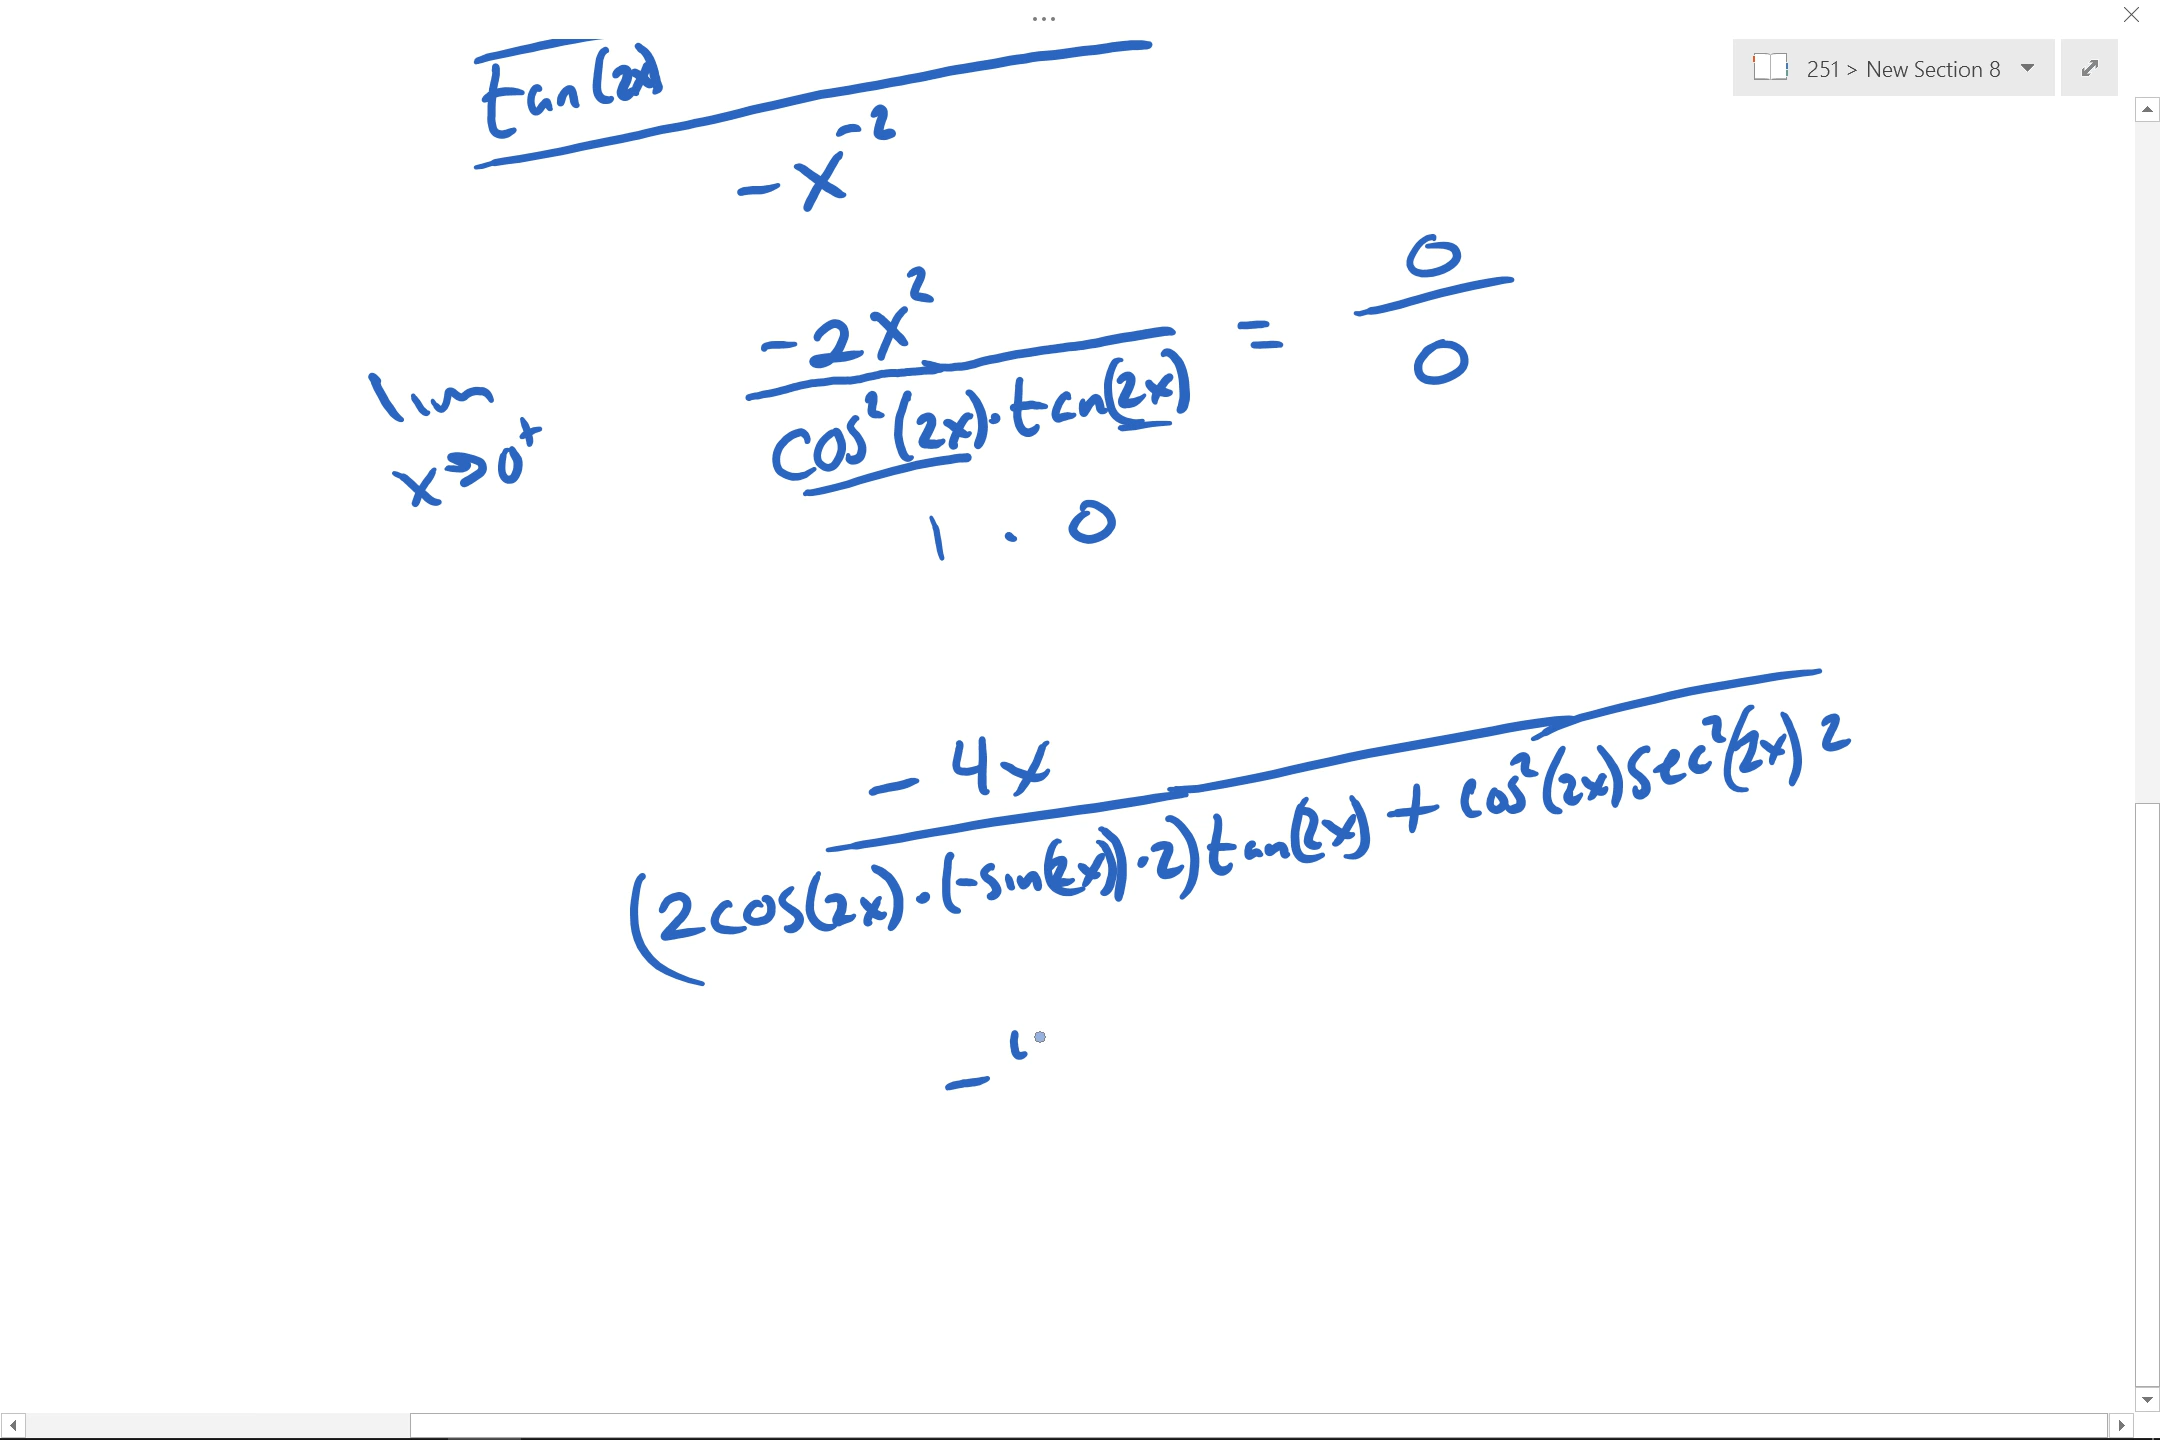 ...
251 > New Section 8
tan(2x)
-x^-2
-2x^2 = 0
lim cos^2(2x)·tan(2x) 0
x→0^+
1 · 0
-4x
(2cos(2x)·(-sin(2x))·2)tan(2x) + cos^2(2x)sec^2(2x)2
-